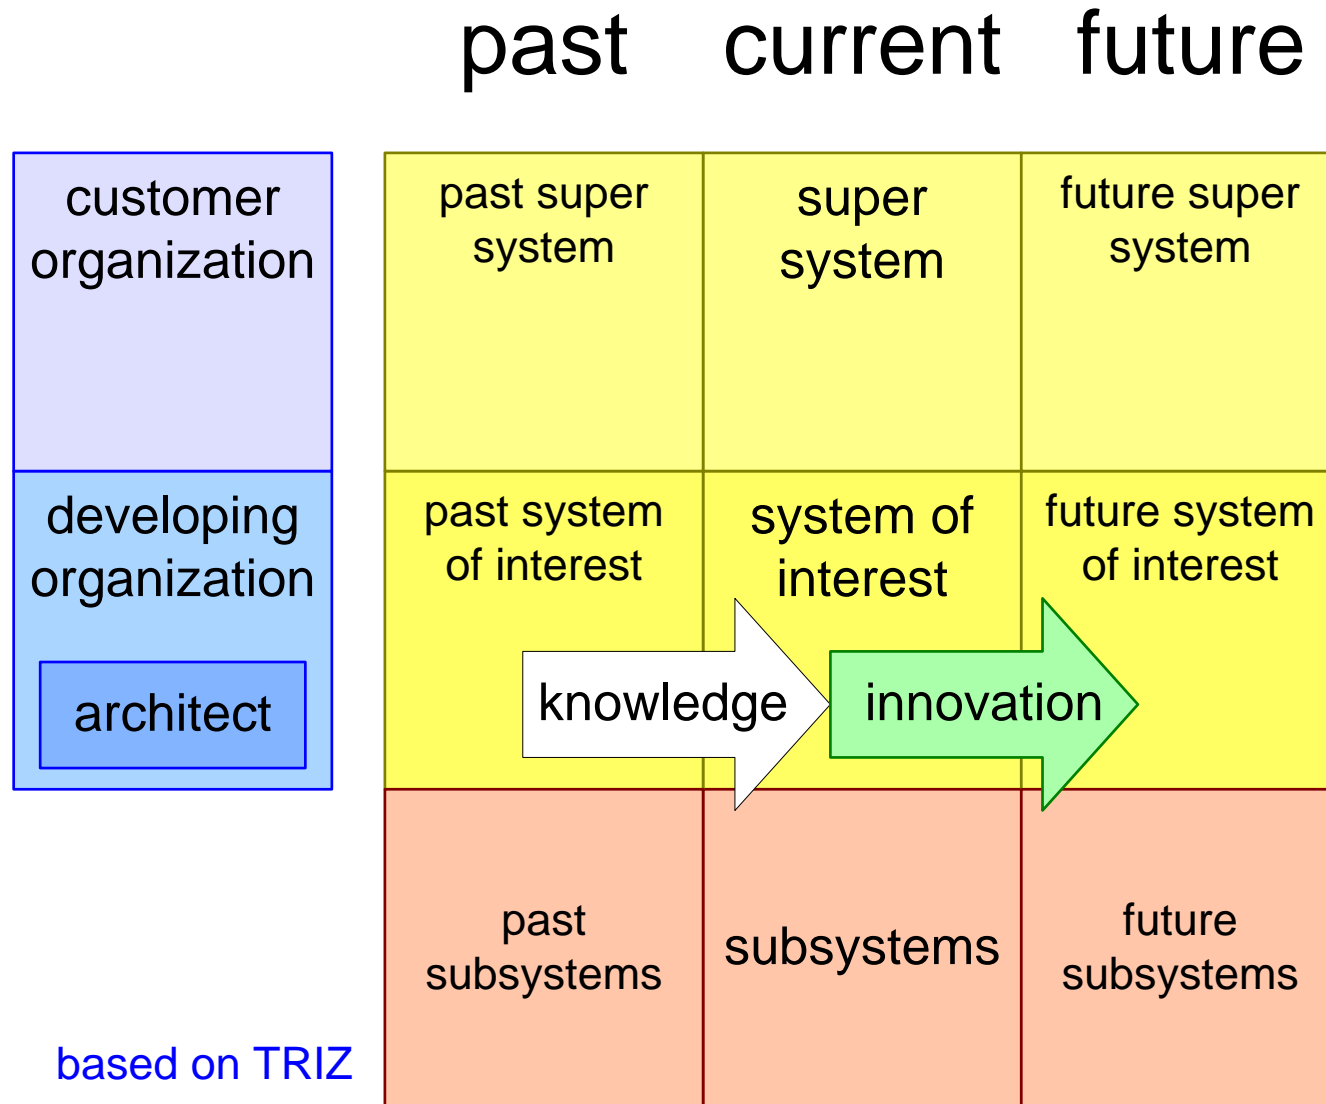 past current future
customer
organization
past super
system
super
system
future super
system
developing
organization
architect
past system
of interest
system of
interest
future system
of interest
knowledge
innovation
past
subsystems
subsystems
future
subsystems
based on TRIZ